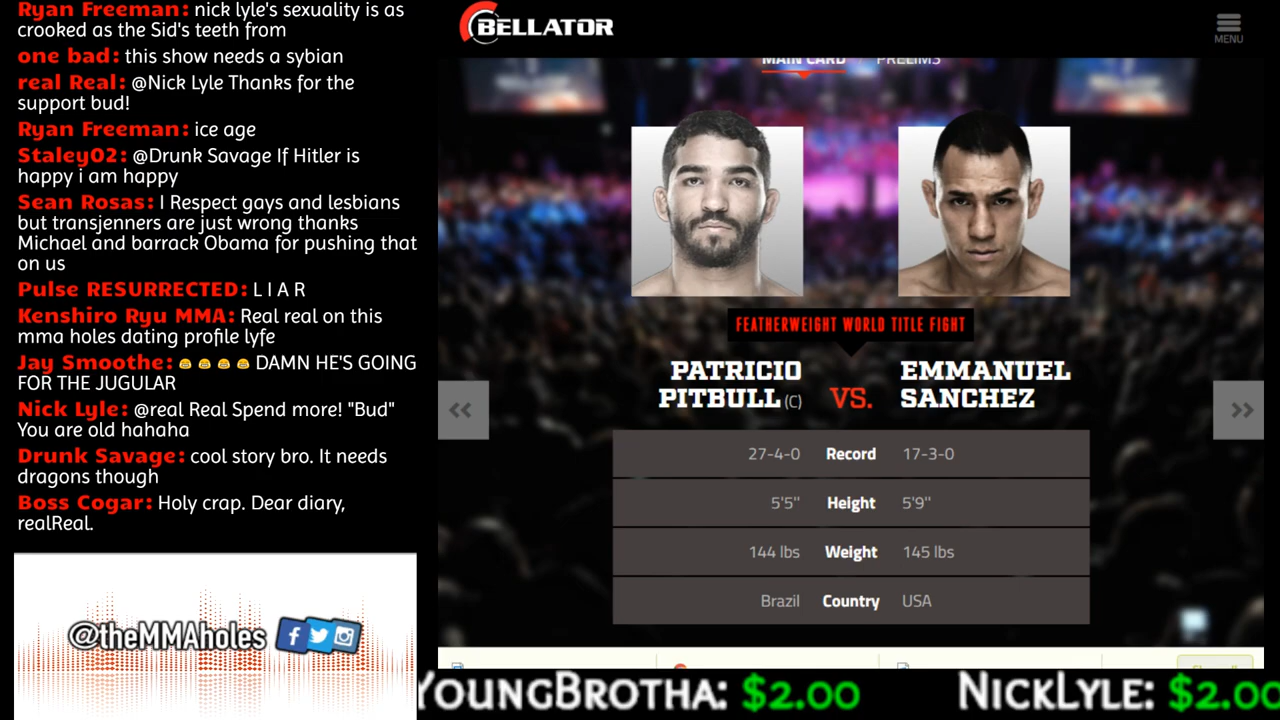 Ryan Freeman: nick lyle's sexuality is as
crooked as the Sid's teeth from
one bad: this show needs a sybian
real Real: @Nick Lyle Thanks for the
support bud!
Ryan Freeman: ice age
Staley02: @Drunk Savage If Hitler is
happy i am happy
Sean Rosas: I Respect gays and lesbians
but transjenners are just wrong thanks
Michael and barrack Obama for pushing that
on us
Pulse RESURRECTED: L I A R
Kenshiro Ryu MMA: Real real on this
mma holes dating profile lyfe
Jay Smoothe: DAMN HE'S GOING
FOR THE JUGULAR
Nick Lyle: @real Real Spend more! "Bud"
You are old hahaha
Drunk Savage: cool story bro. It needs
dragons though
Boss Cogar: Holy crap. Dear diary,
realReal.
@theMMAholes
BELLATOR
MENU
MAIN CARD / PRELIMS
FEATHERWEIGHT WORLD TITLE FIGHT
PATRICIO
PITBULL (C)
VS.
EMMANUEL
SANCHEZ
27-4-0 Record 17-3-0
5'5" Height 5'9"
144 lbs Weight 145 lbs
Brazil Country USA
YOUNGBROTHA: $2.00 NICKLYLE: $2.00